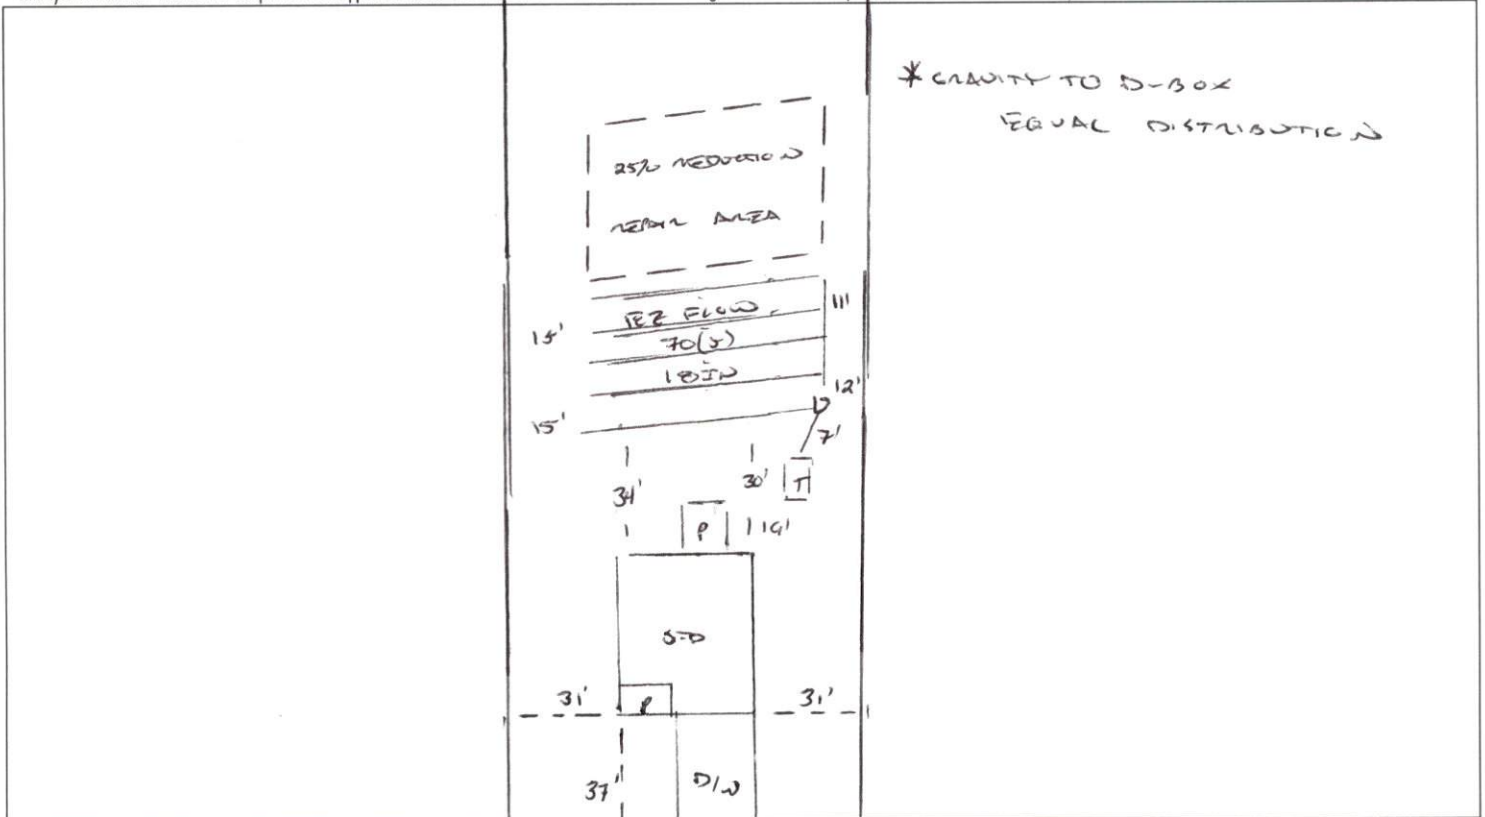 * GRAVITY TO D-BOX
EQUAL DISTRIBUTION
25% REDUCTION
REPAIR AREA
11'
EZ FLOW
15'
70(5)
18IN
12'
15'
D
7'
34'
30'
T
P
SFD
31'
P
31'
37'
D/W